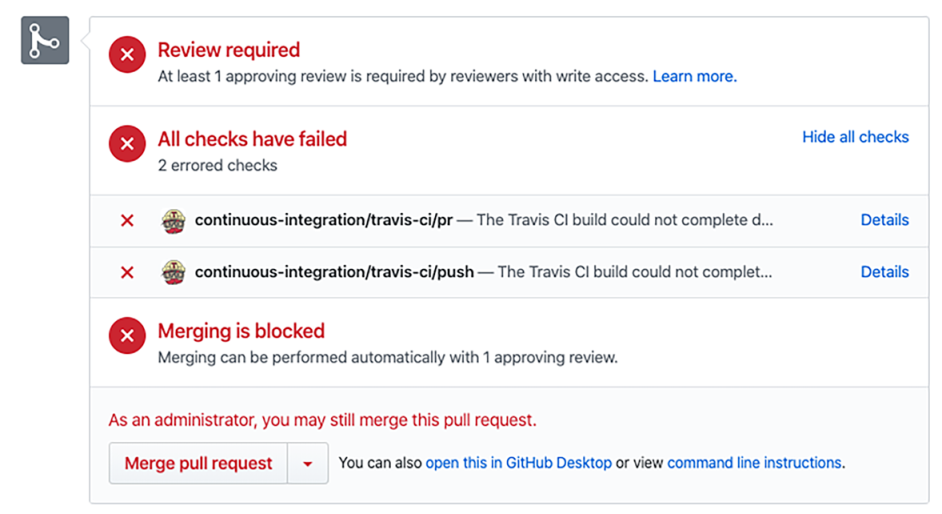 Review required
At least 1 approving review is required by reviewers with write access. Learn more.
All checks have failed
Hide all checks
2 errored checks
continuous-integration/travis-ci/pr — The Travis CI build could not complete d...
Details
continuous-integration/travis-ci/push — The Travis CI build could not complet...
Details
Merging is blocked
Merging can be performed automatically with 1 approving review.
As an administrator, you may still merge this pull request.
Merge pull request
You can also open this in GitHub Desktop or view command line instructions.